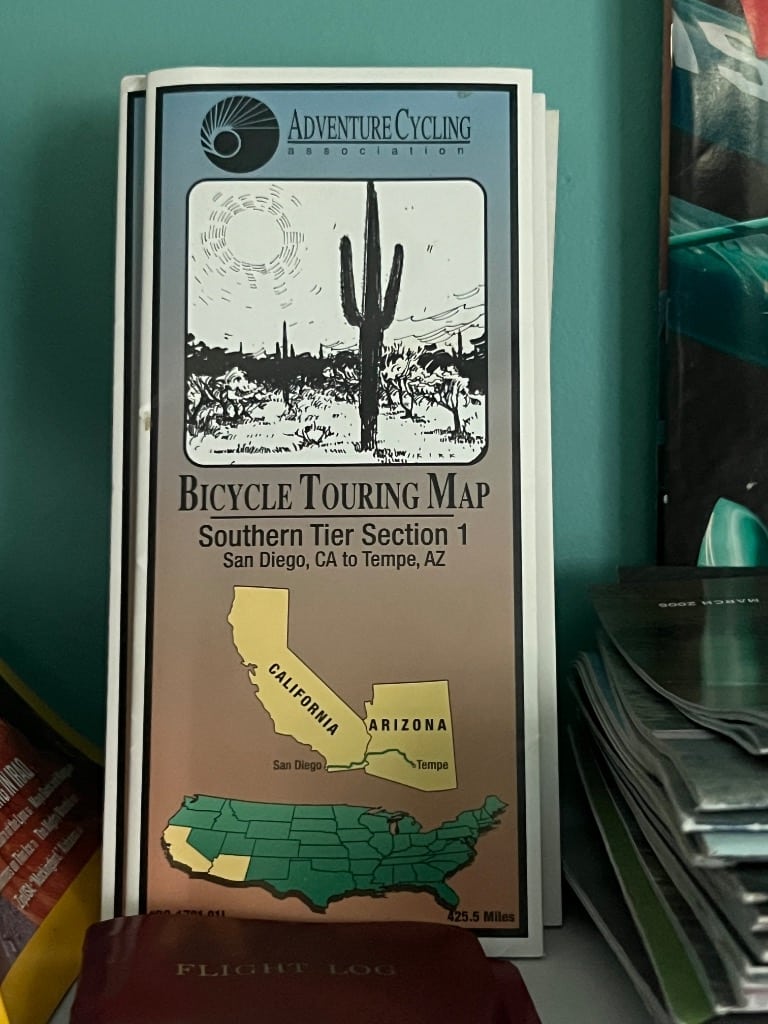 ADVENTURE CYCLING
association
BICYCLE TOURING MAP
Southern Tier Section 1
San Diego, CA to Tempe, AZ
CALIFORNIA
ARIZONA
San Diego
Tempe
425.5 Miles
FLIGHT LOG
MARCH 2006